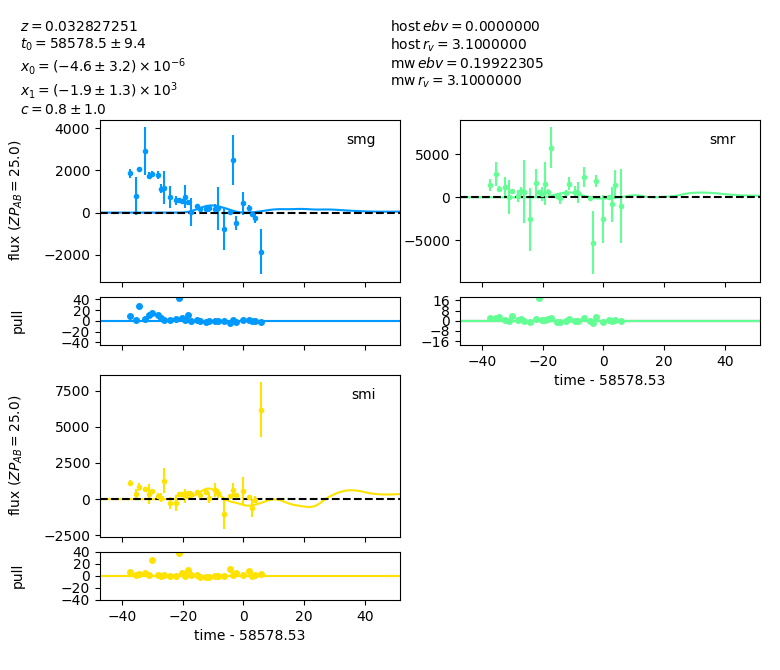 z = 0.032827251
t₀ = 58578.5 ± 9.4
x₀ = (−4.6 ± 3.2) × 10⁻⁶
x₁ = (−1.9 ± 1.3) × 10³
c = 0.8 ± 1.0
host ebv = 0.0000000
host r_v = 3.1000000
mw ebv = 0.19922305
mw r_v = 3.1000000
4000
2000
0
−2000
flux (ZP_AB = 25.0)
smg
5000
0
−5000
smr
40
20
0
−20
−40
pull
16
8
0
−8
−16
−40
−20
0
20
40
time - 58578.53
7500
5000
2500
0
−2500
flux (ZP_AB = 25.0)
smi
40
20
0
−20
−40
pull
−40
−20
0
20
40
time - 58578.53